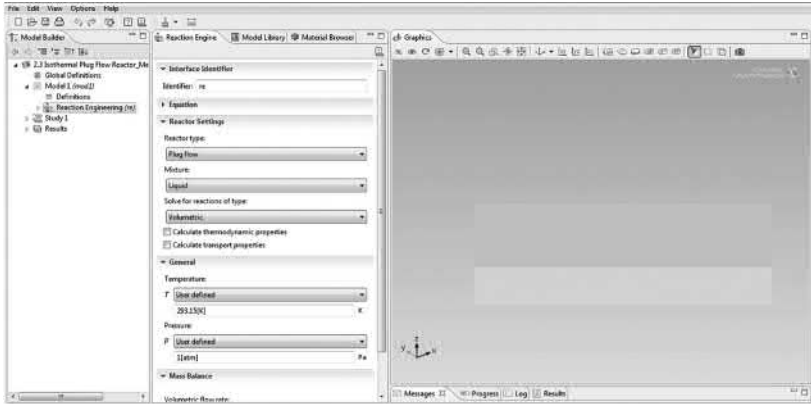 File Edit View Options Help
Model Builder
2.3 Isothermal Plug Flow Reactor_Me
Global Definitions
Model 1 (mod1)
Definitions
Reaction Engineering (re)
Study 1
Results
Reaction Engine
Model Library
Material Browser
Interface Identifier
Identifier: re
Equation
Reactor Settings
Reactor type:
Plug flow
Mixture:
Liquid
Solve for reactions of type:
Volumetric
Calculate thermodynamic properties
Calculate transport properties
General
Temperature:
T User defined
293.15[K] K
Pressure:
P User defined
1[atm] Pa
Mass Balance
Volumetric flow rate:
Graphics
y z x
Messages Progress Log Results